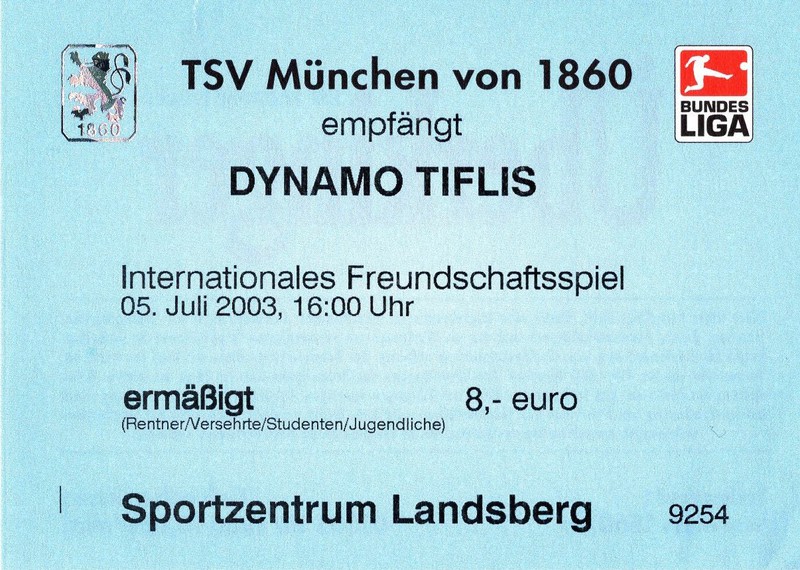 TSV München von 1860
empfängt
DYNAMO TIFLIS
1860
BUNDES
LIGA
Internationales Freundschaftsspiel
05. Juli 2003, 16:00 Uhr
ermäßigt 8,- euro
(Rentner/Versehrte/Studenten/Jugendliche)
Sportzentrum Landsberg 9254